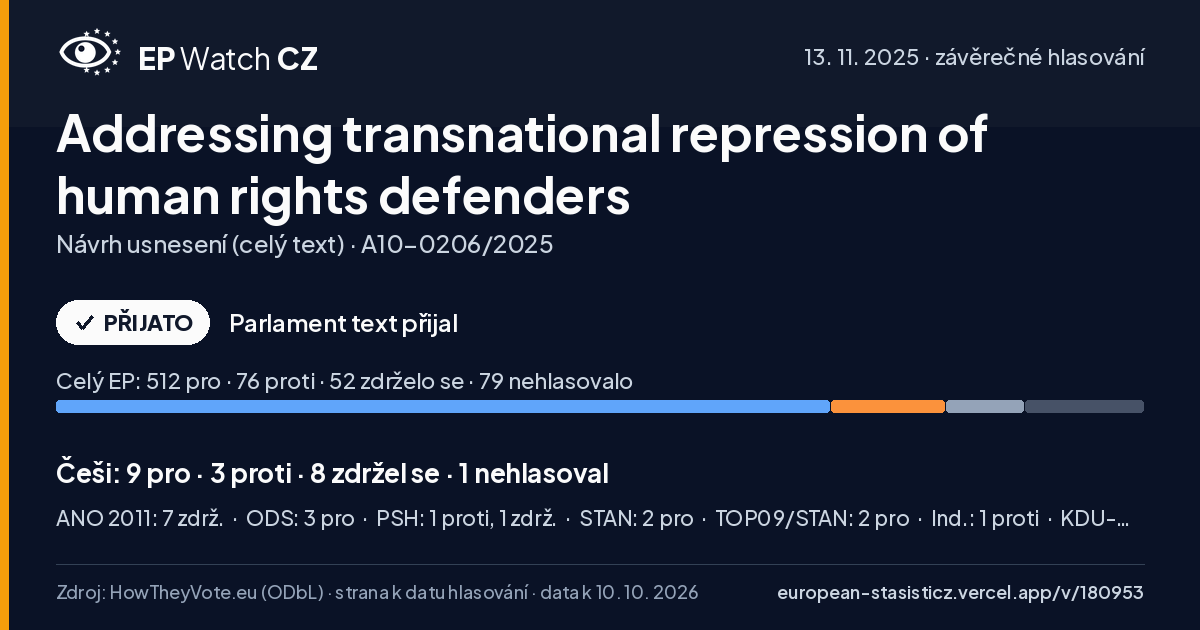 EP Watch CZ
13. 11. 2025 · závěrečné hlasování
Addressing transnational repression of
human rights defenders
Návrh usnesení (celý text) · A10-0206/2025
✓ PŘIJATO
Parlament text přijal
Celý EP: 512 pro · 76 proti · 52 zdrželo se · 79 nehlasovalo
Češi: 9 pro · 3 proti · 8 zdržel se · 1 nehlasoval
ANO 2011: 7 zdrž. · ODS: 3 pro · PSH: 1 proti, 1 zdrž. · STAN: 2 pro · TOP09/STAN: 2 pro · Ind.: 1 proti · KDU-…
Zdroj: HowTheyVote.eu (ODbL) · strana k datu hlasování · data k 10. 10. 2026
european-stasisticz.vercel.app/v/180953